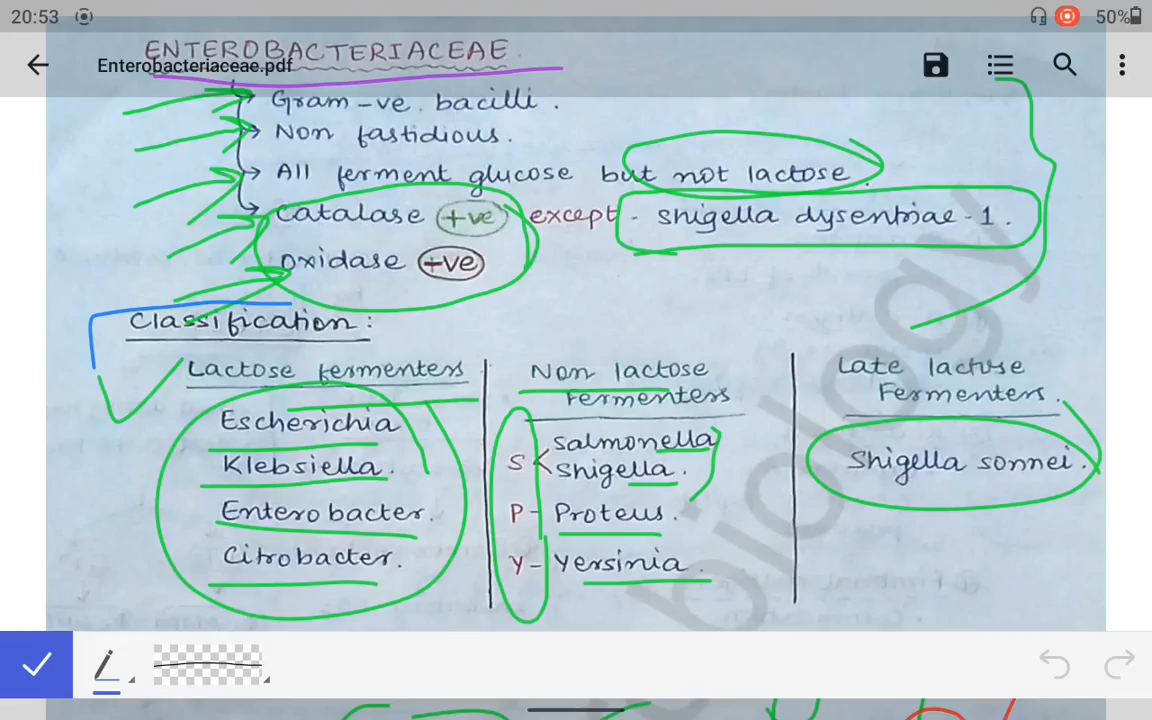 20:53
50%
ENTEROBACTERIACEAE
Enterobacteriaceae.pdf
Gram -ve bacilli.
Non fastidious.
All ferment glucose but not lactose.
Catalase +ve except - Shigella dysentriae - 1.
Oxidase -ve
Classification:
Lactose fermenters
Escherichia
Klebsiella.
Enterobacter.
Citrobacter.
Non lactose
Fermenters
S < Salmonella
Shigella.
P - Proteus.
Y - Yersinia.
Late lactose
Fermenters.
Shigella sonnei.
biology